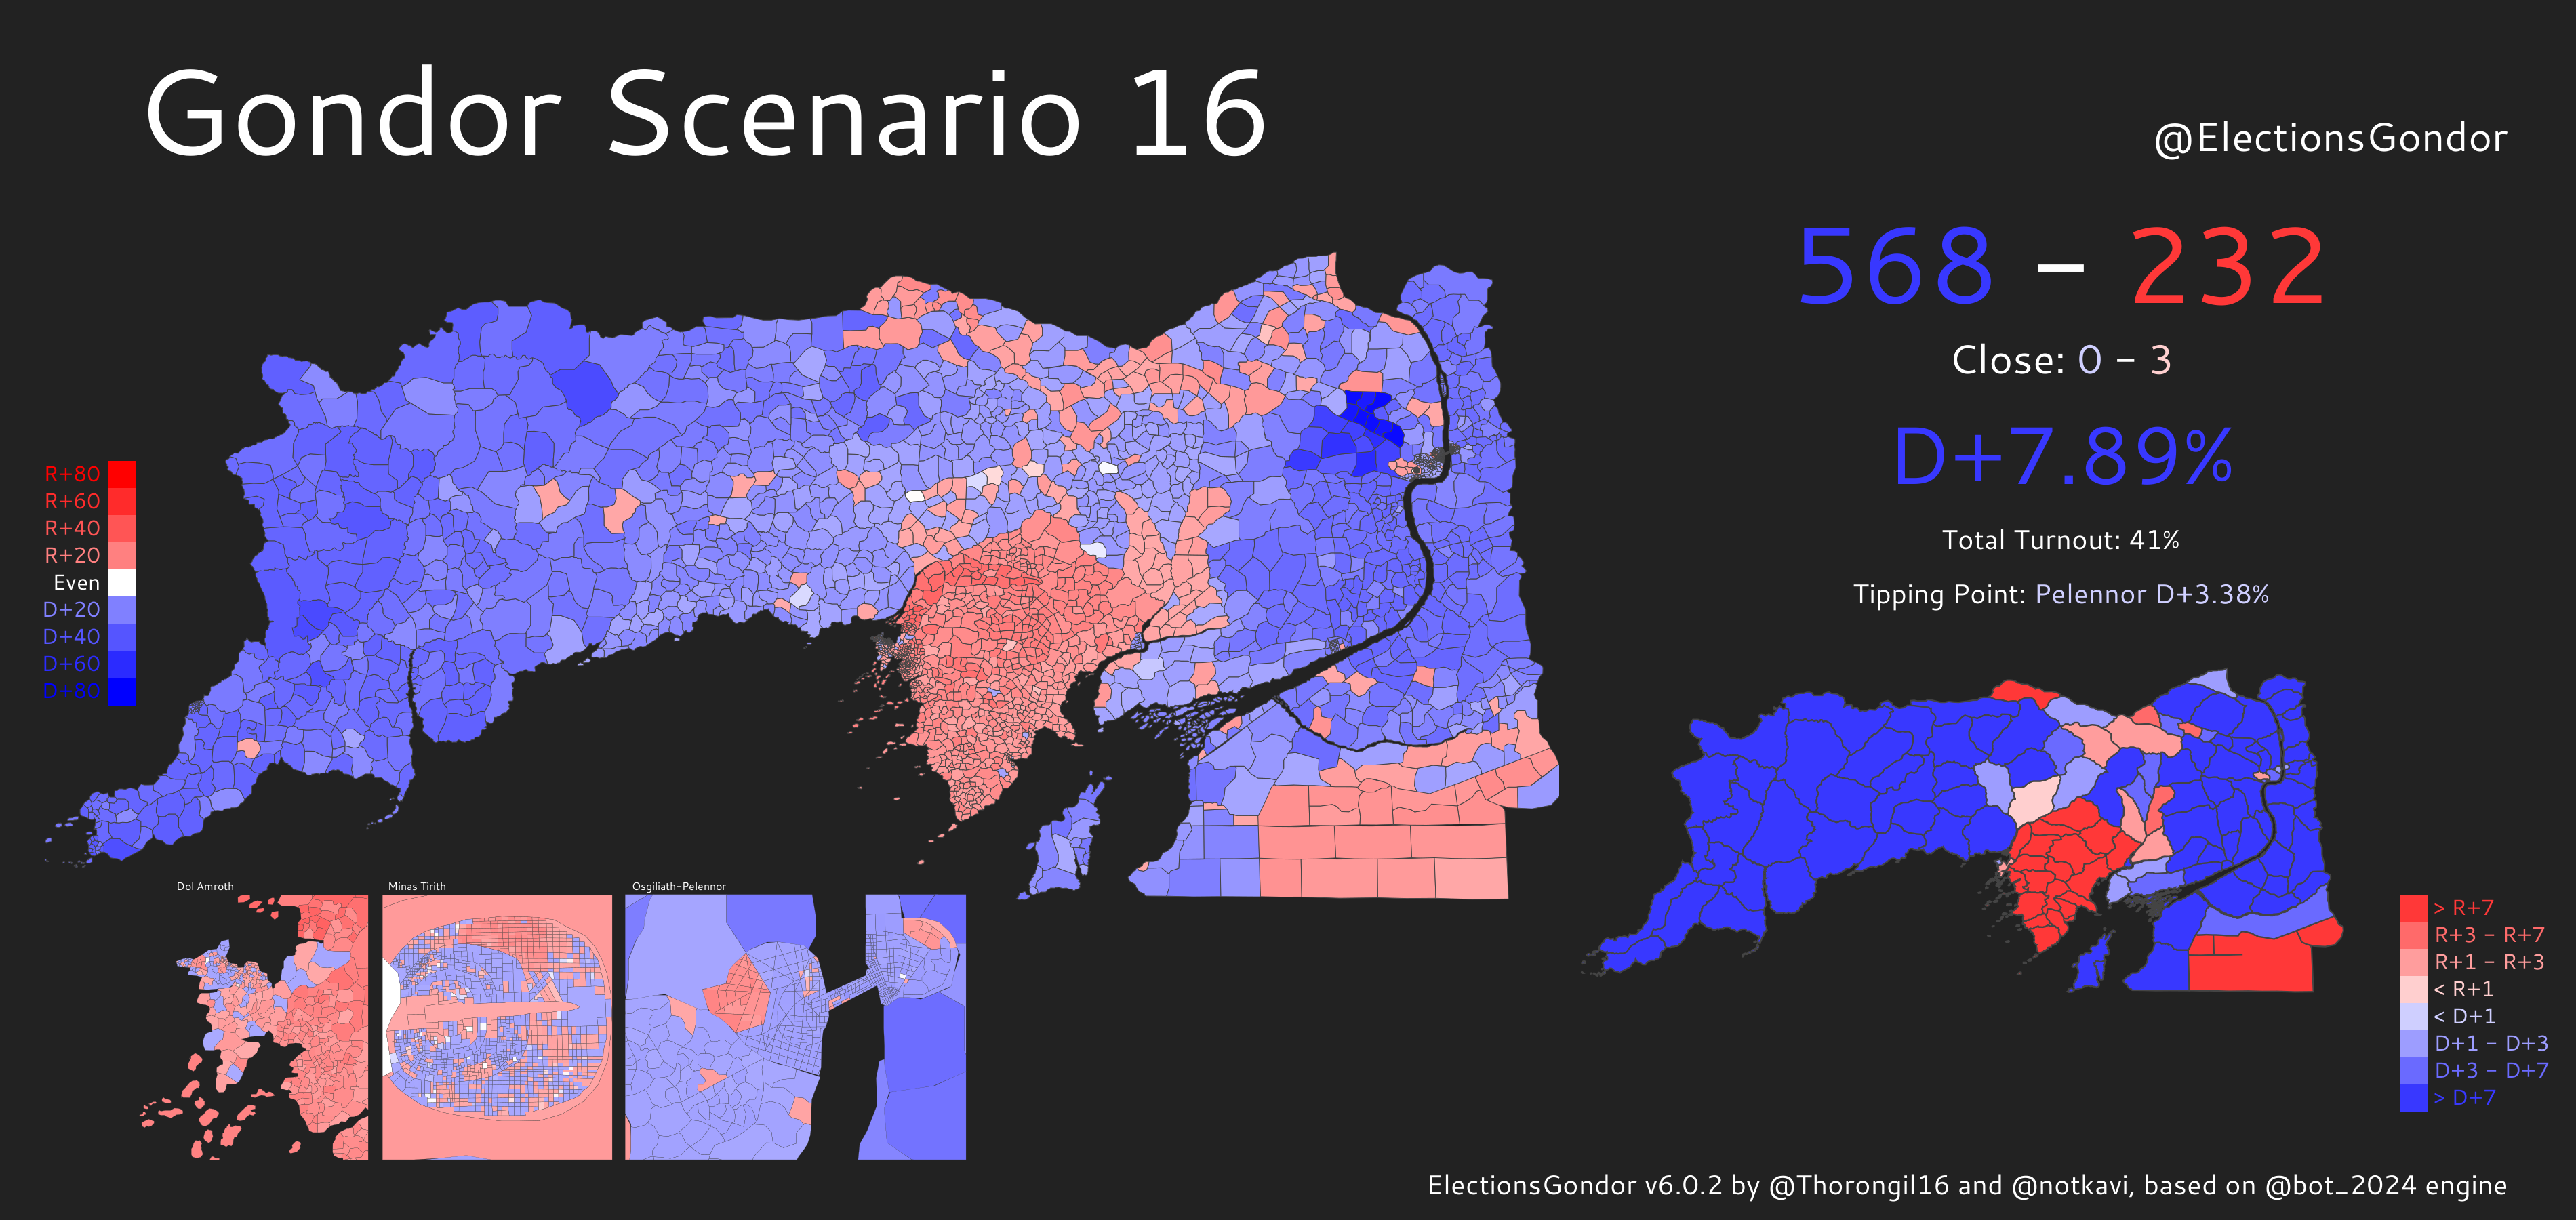 Gondor Scenario 16
@ElectionsGondor
568 – 232
Close: 0 – 3
D+7.89%
Total Turnout: 41%
Tipping Point: Pelennor D+3.38%
R+80
R+60
R+40
R+20
Even
D+20
D+40
D+60
D+80
Dol Amroth
Minas Tirith
Osgiliath-Pelennor
> R+7
R+3 – R+7
R+1 – R+3
< R+1
< D+1
D+1 – D+3
D+3 – D+7
> D+7
ElectionsGondor v6.0.2 by @Thorongil16 and @notkavi, based on @bot_2024 engine